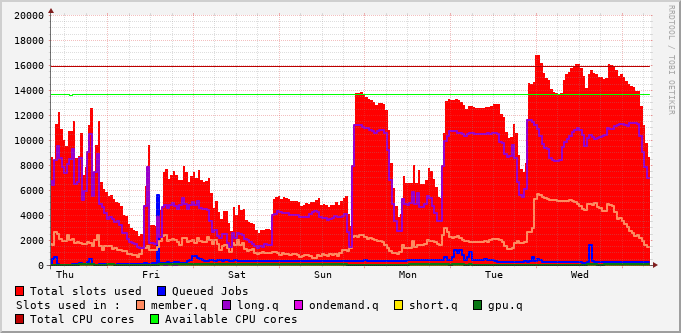 20000
18000
16000
14000
12000
10000
8000
6000
4000
2000
0
Thu Fri Sat Sun Mon Tue Wed
RRDTOOL / TOBI OETIKER
Total slots used Queued Jobs
Slots used in : member.q long.q ondemand.q short.q gpu.q
Total CPU cores Available CPU cores